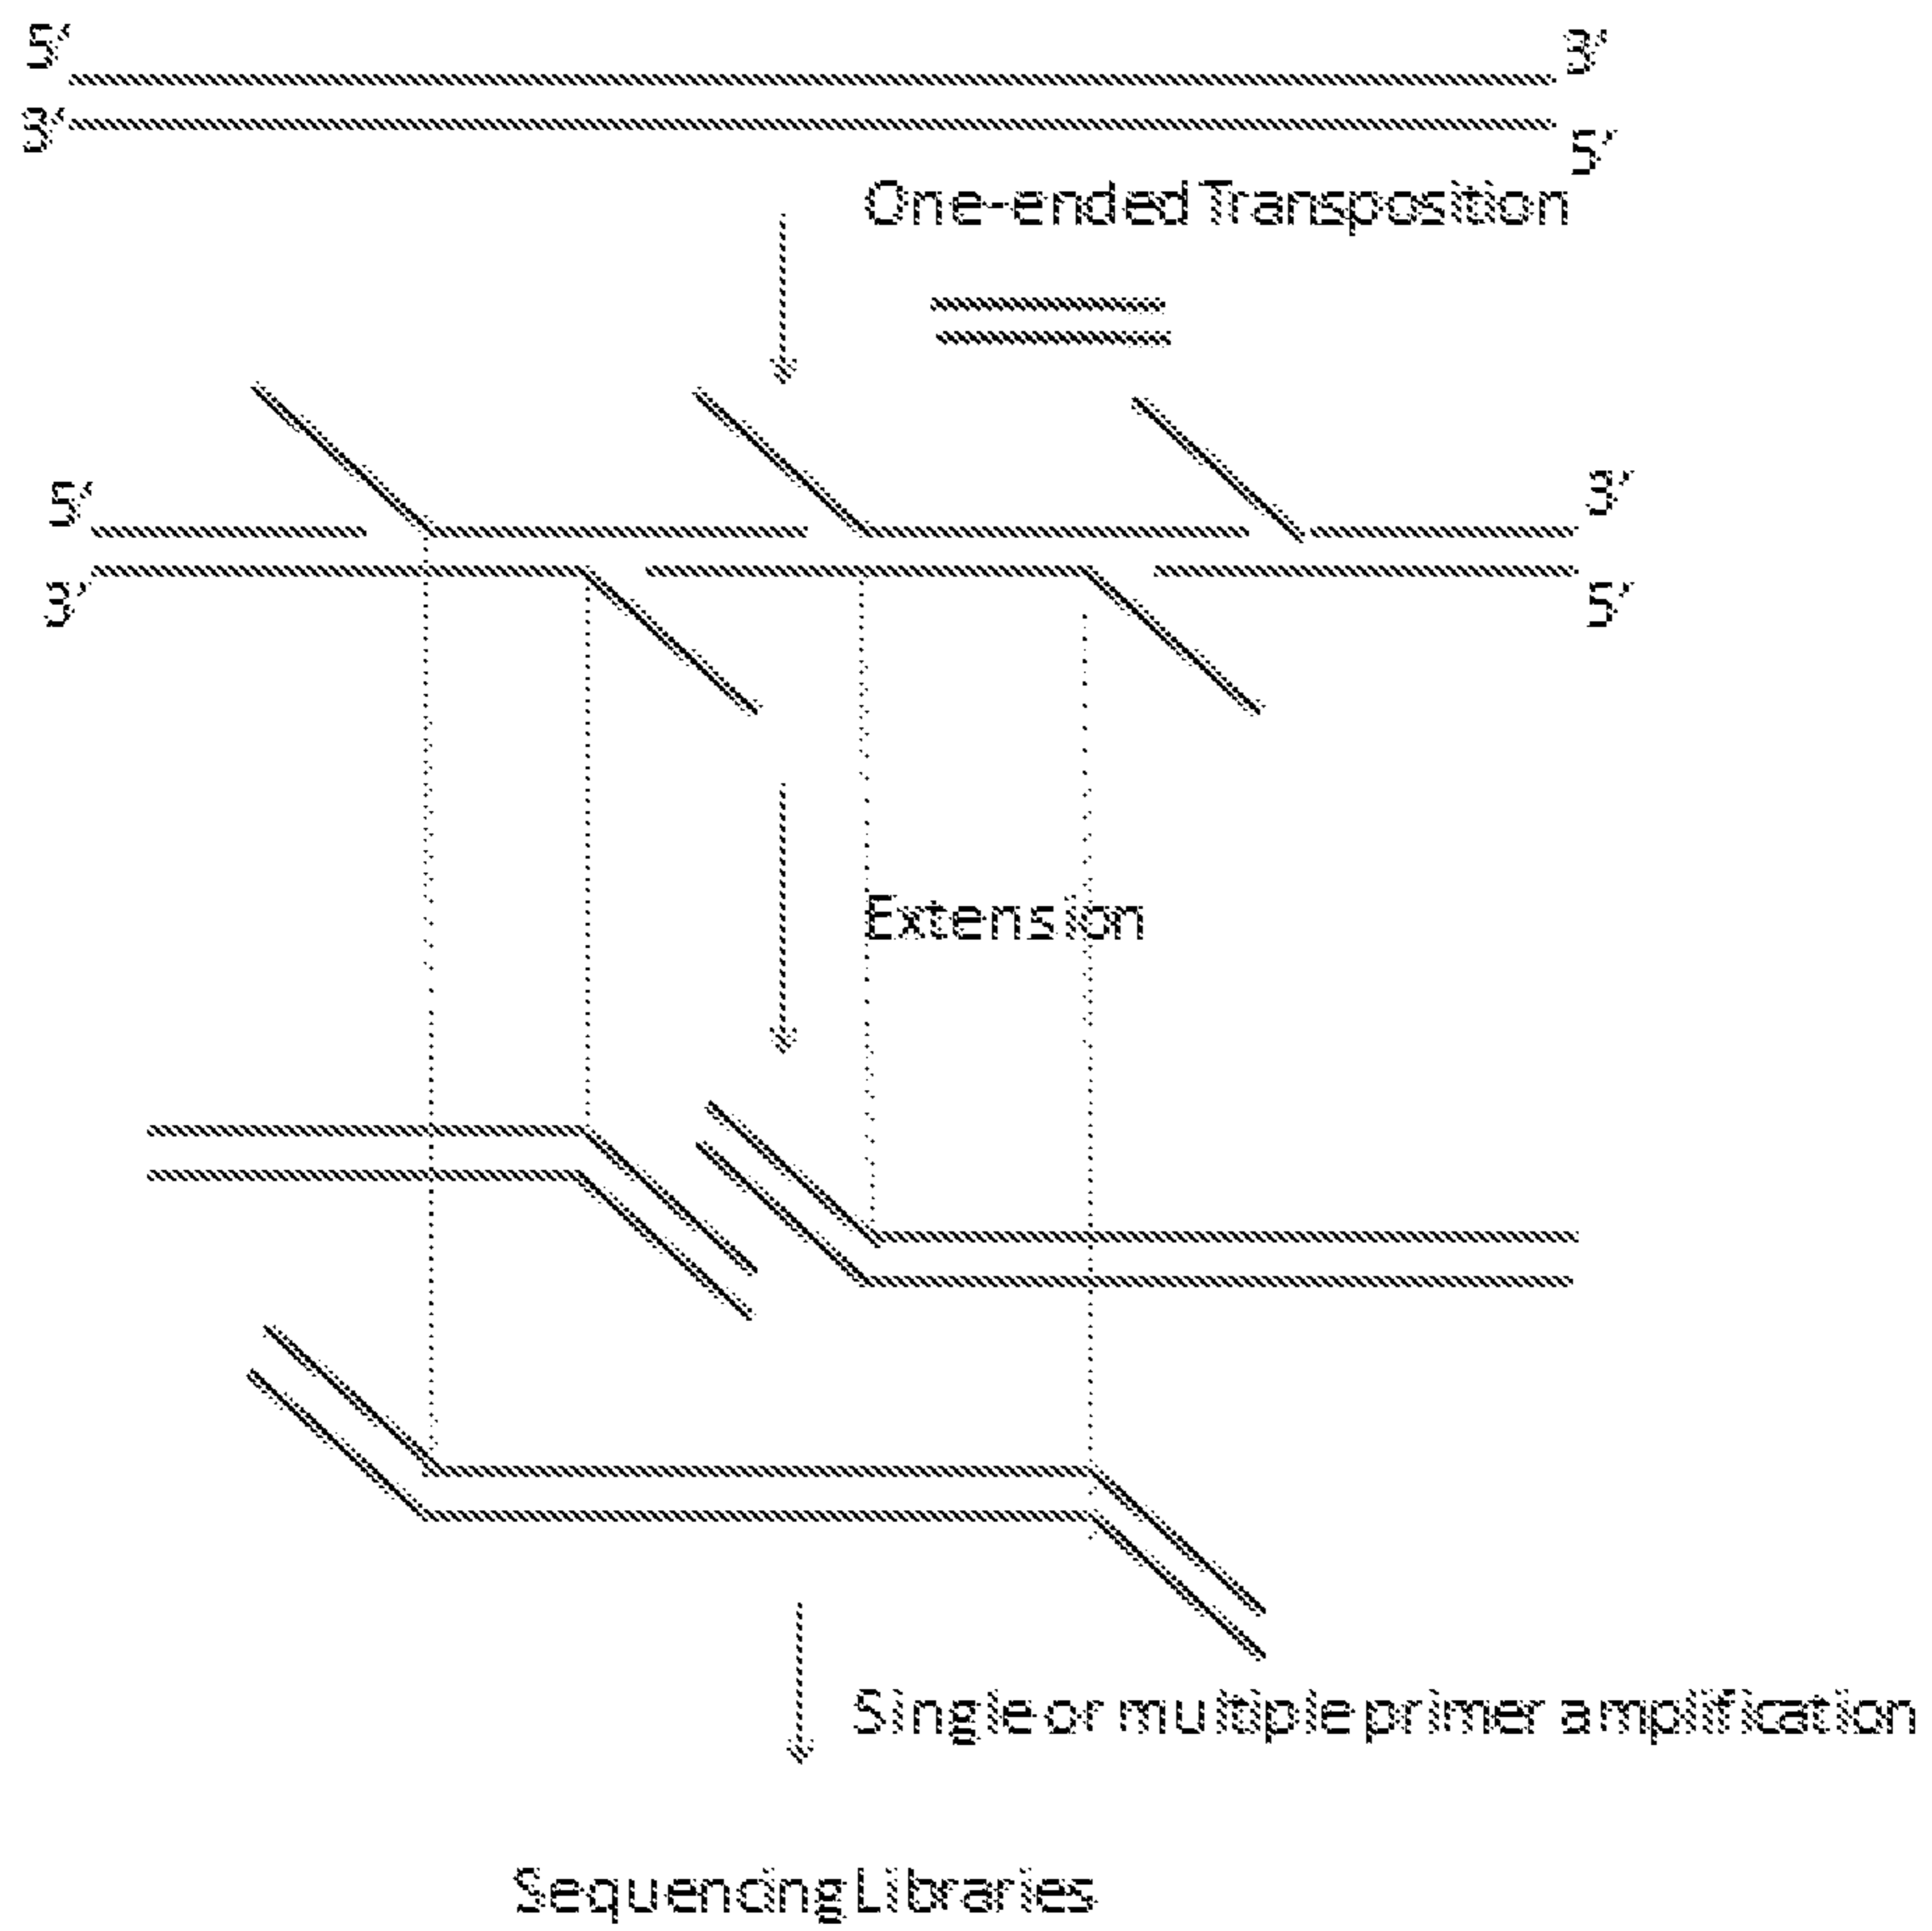 5′ 3′
3′ 5′
One-ended Transposition
5′ 3′
3′ 5′
Extension
Single or multiple primer amplification
Sequencing Libraries